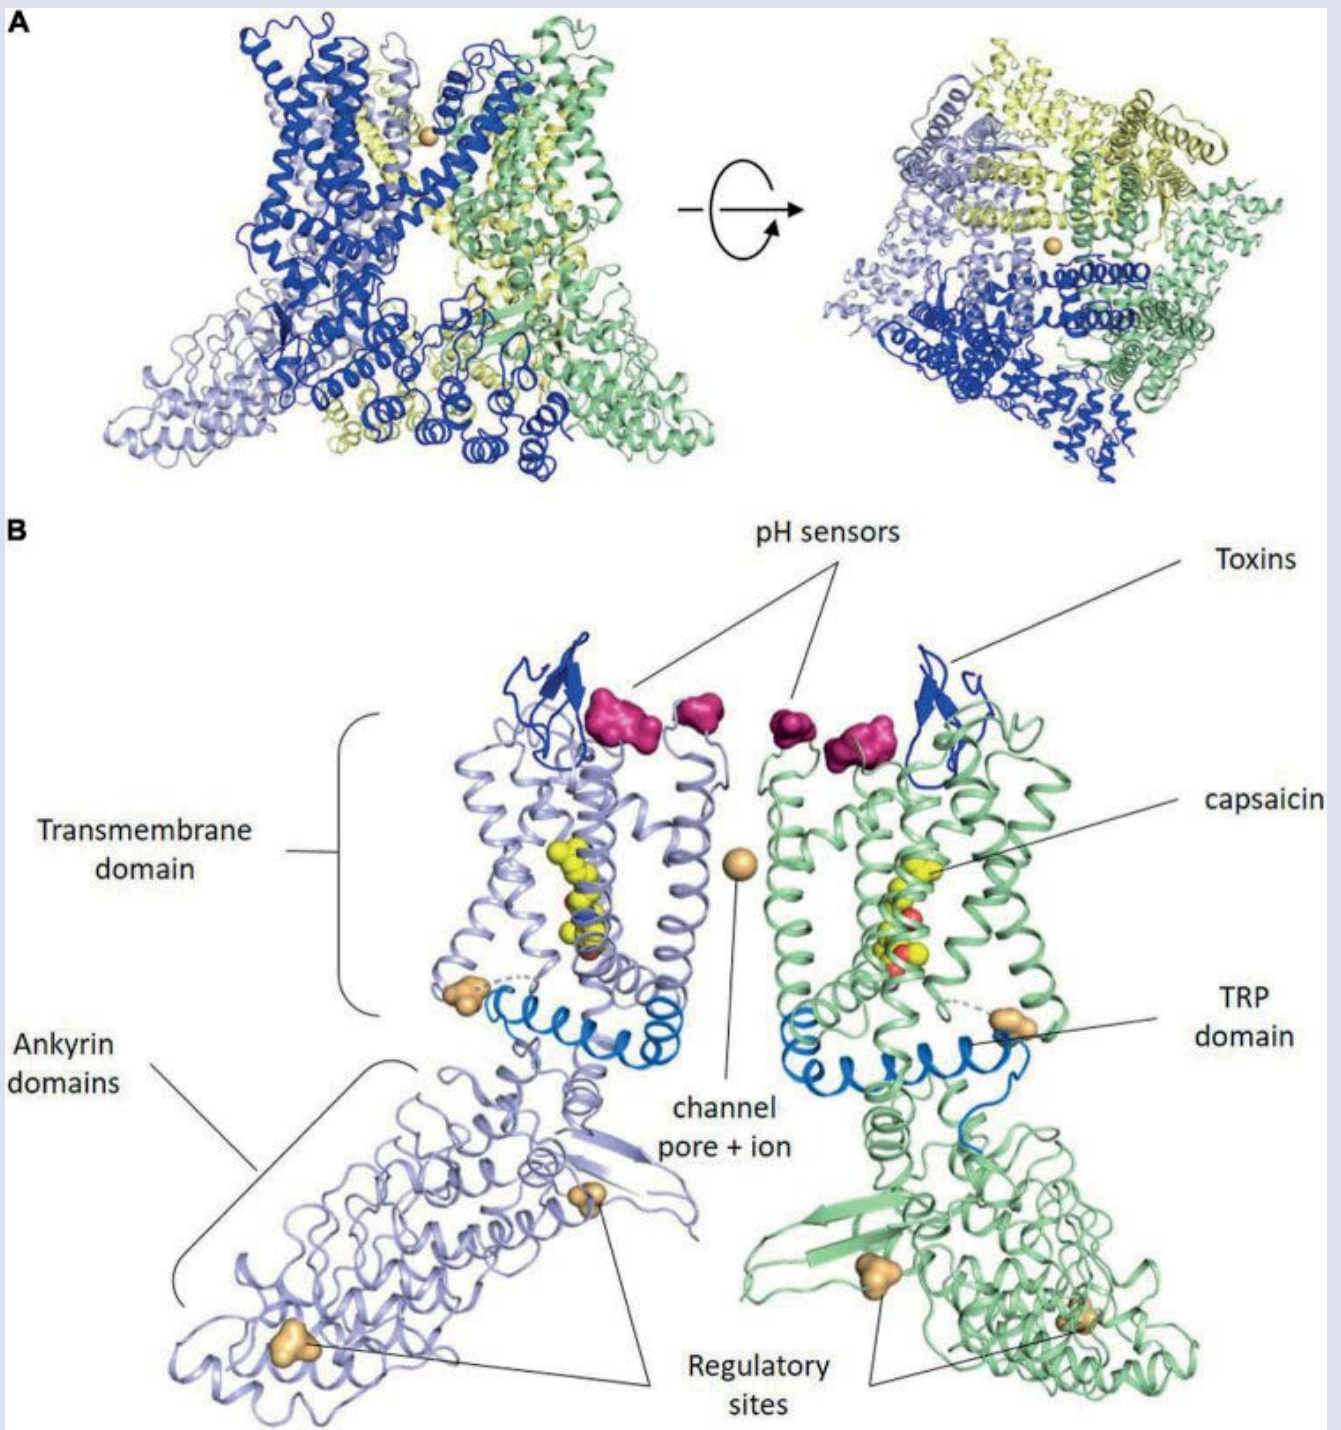 A
B
pH sensors
Toxins
Transmembrane
domain
capsaicin
Ankyrin
domains
TRP
domain
channel
pore + ion
Regulatory
sites